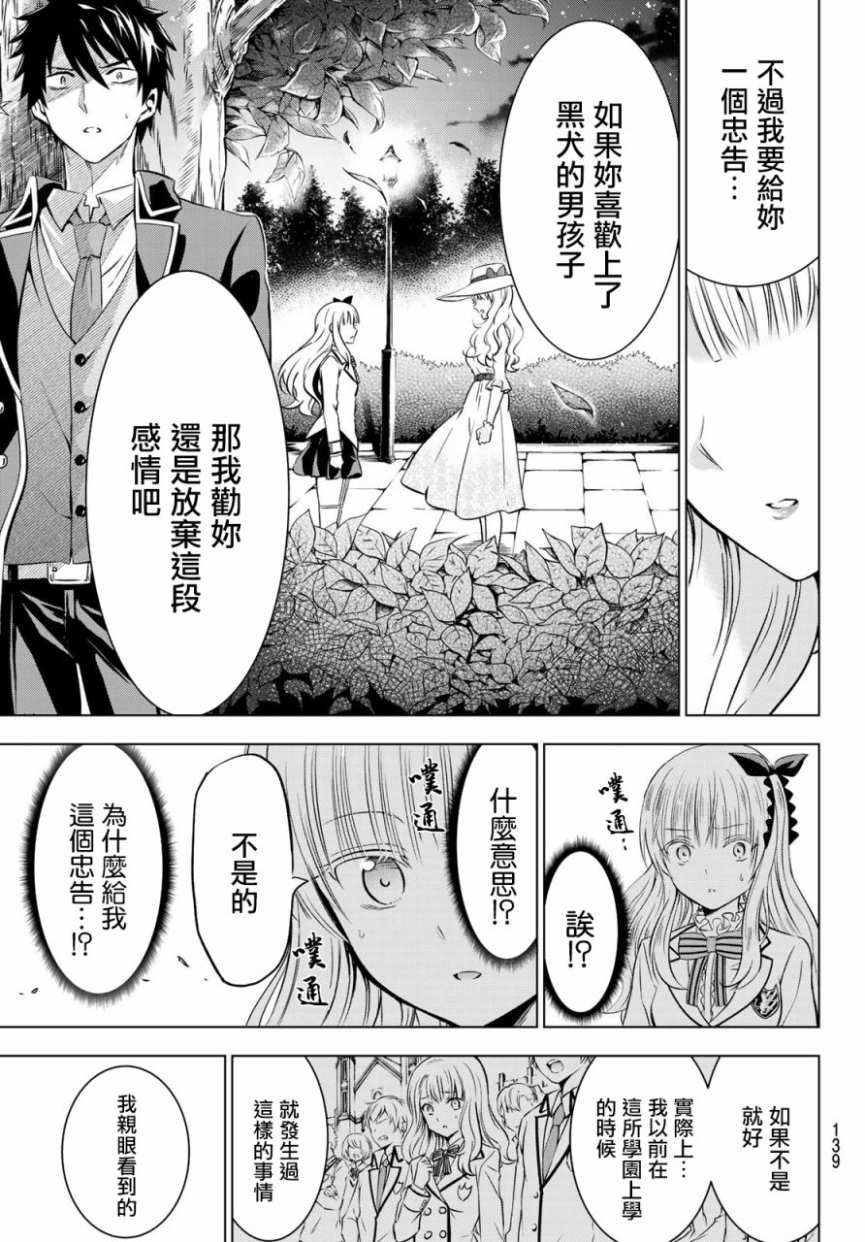 不過我要給妳
一個忠告…
如果妳喜歡上了
黑犬的男孩子
那我勸妳
還是放棄這段
感情吧
噗通…
誒!?
什麼意思!?
噗通
不是的
噗通
為什麼給我
這個忠告…!?
如果不是
就好
實際上…
我以前在
這所學園上學
的時候
就發生過
這樣的事情
我親眼看到的
139